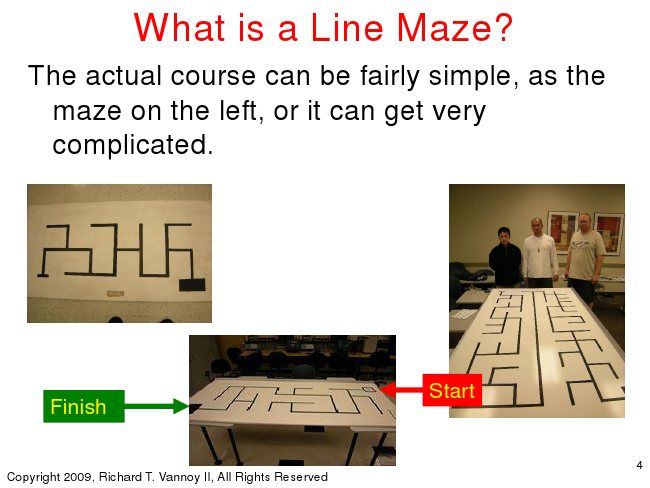 What is a Line Maze?
The actual course can be fairly simple, as the
maze on the left, or it can get very
complicated.
Start
Finish
4
Copyright 2009, Richard T. Vannoy II, All Rights Reserved